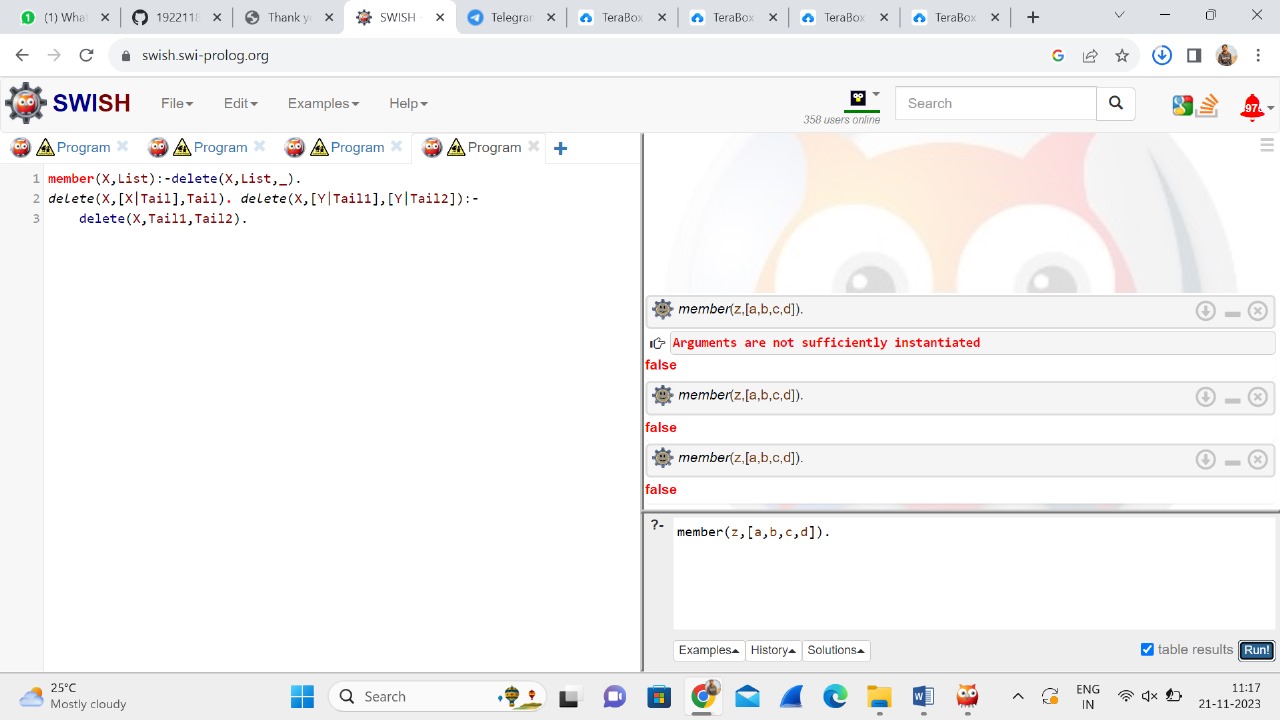 (1) What
1922118
Thank y
SWISH -
Telegran
TeraBox
TeraBox
TeraBox
TeraBox
swish.swi-prolog.org
SWISH
File
Edit
Examples
Help
358 users online
Search
Program
Program
Program
Program
1 member(X,List):-delete(X,List,_).
2 delete(X,[X|Tail],Tail). delete(X,[Y|Tail1],[Y|Tail2]):-
3 delete(X,Tail1,Tail2).
member(z,[a,b,c,d]).
Arguments are not sufficiently instantiated
false
member(z,[a,b,c,d]).
false
member(z,[a,b,c,d]).
false
?- member(z,[a,b,c,d]).
Examples
History
Solutions
table results
Run!
25°C
Mostly cloudy
Search
ENG
IN
11:17
21-11-2023